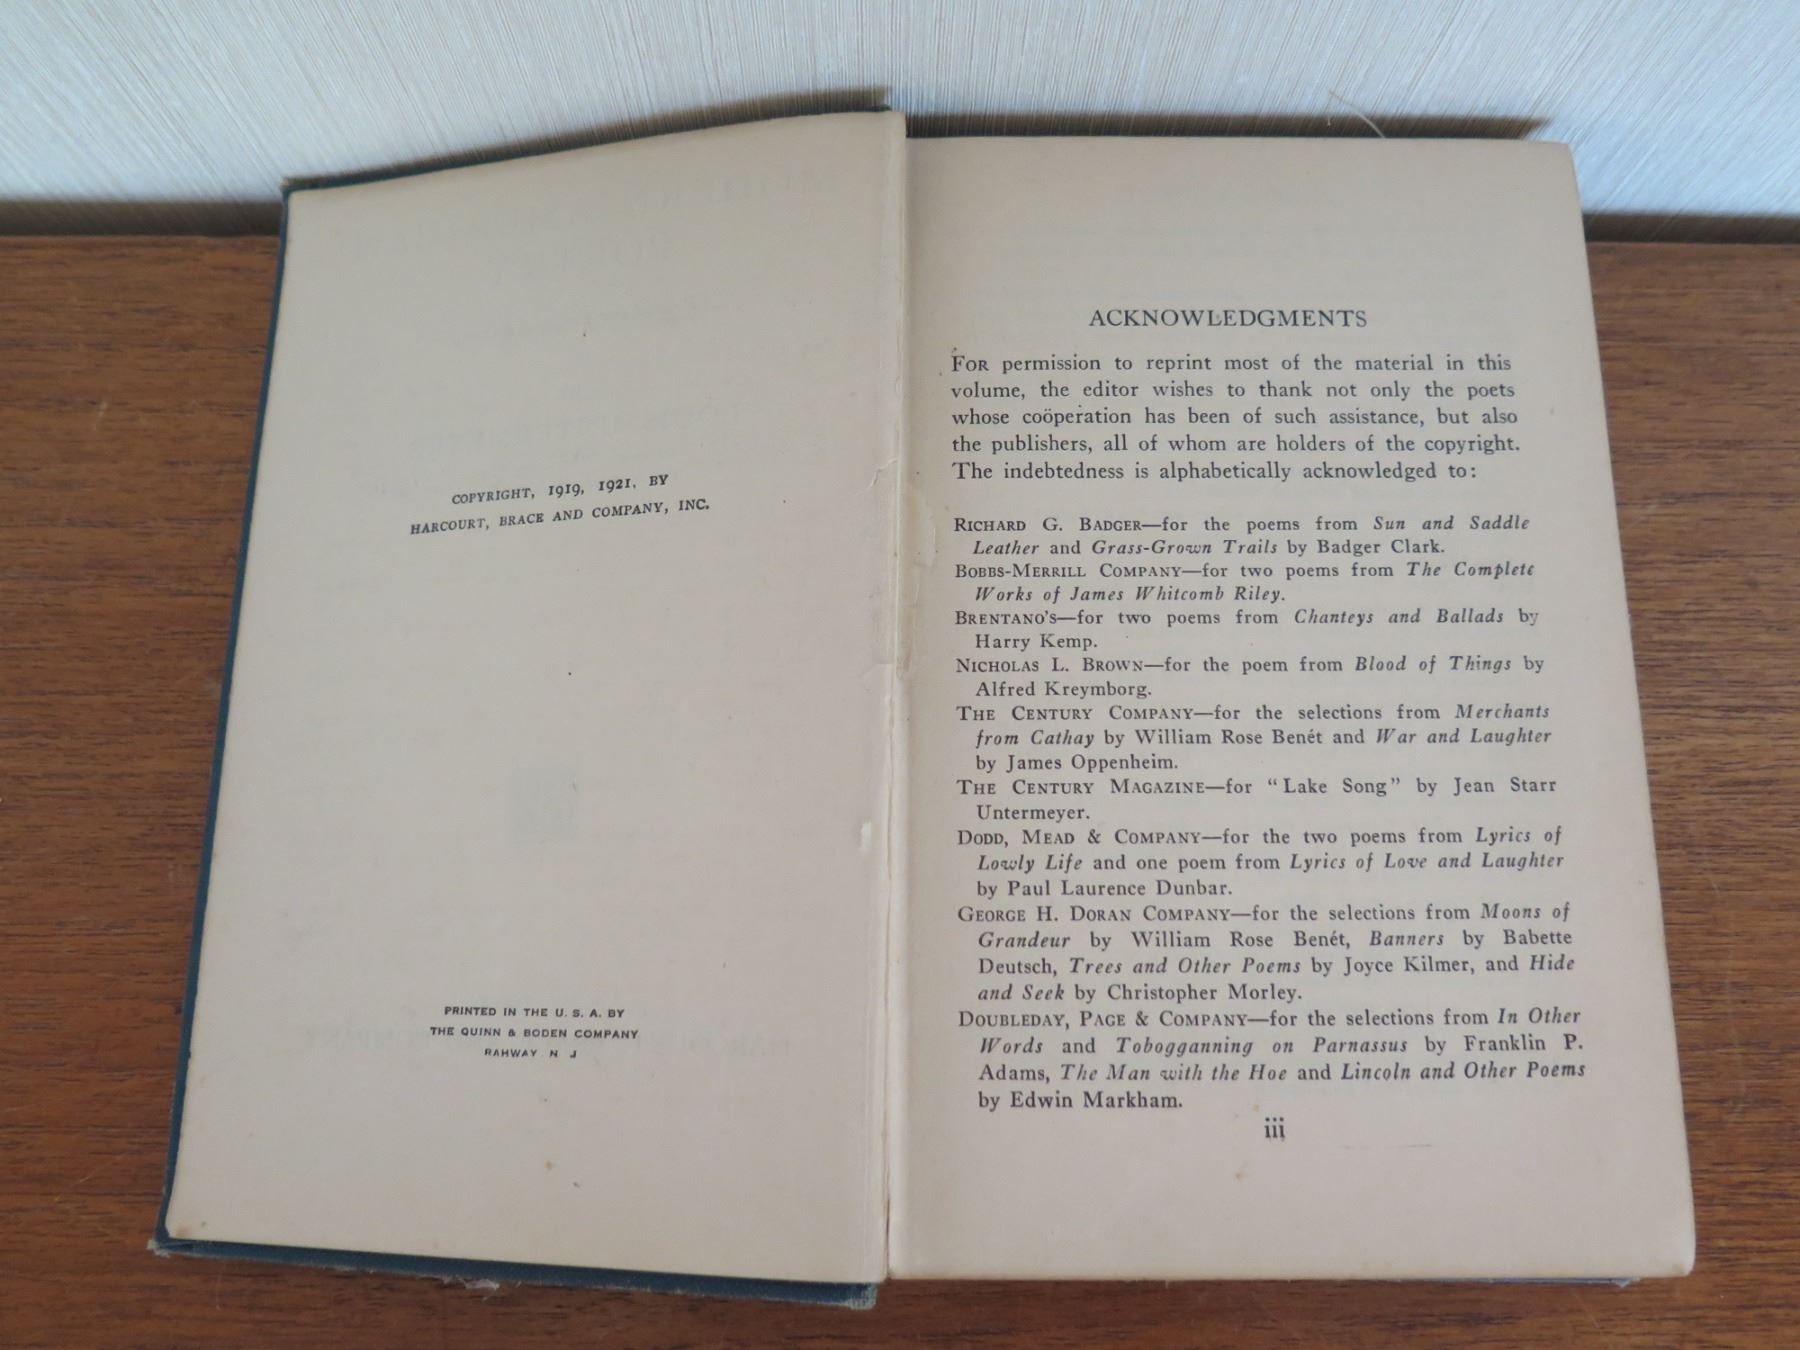 COPYRIGHT, 1919, 1921, BY
HARCOURT, BRACE AND COMPANY, INC.
PRINTED IN THE U. S. A. BY
THE QUINN & BODEN COMPANY
RAHWAY N J
ACKNOWLEDGMENTS
FOR permission to reprint most of the material in this
volume, the editor wishes to thank not only the poets
whose coöperation has been of such assistance, but also
the publishers, all of whom are holders of the copyright.
The indebtedness is alphabetically acknowledged to:
RICHARD G. BADGER—for the poems from Sun and Saddle
Leather and Grass-Grown Trails by Badger Clark.
BOBBS-MERRILL COMPANY—for two poems from The Complete
Works of James Whitcomb Riley.
BRENTANO'S—for two poems from Chanteys and Ballads by
Harry Kemp.
NICHOLAS L. BROWN—for the poem from Blood of Things by
Alfred Kreymborg.
THE CENTURY COMPANY—for the selections from Merchants
from Cathay by William Rose Benét and War and Laughter
by James Oppenheim.
THE CENTURY MAGAZINE—for "Lake Song" by Jean Starr
Untermeyer.
DODD, MEAD & COMPANY—for the two poems from Lyrics of
Lowly Life and one poem from Lyrics of Love and Laughter
by Paul Laurence Dunbar.
GEORGE H. DORAN COMPANY—for the selections from Moons of
Grandeur by William Rose Benét, Banners by Babette
Deutsch, Trees and Other Poems by Joyce Kilmer, and Hide
and Seek by Christopher Morley.
DOUBLEDAY, PAGE & COMPANY—for the selections from In Other
Words and Tobogganning on Parnassus by Franklin P.
Adams, The Man with the Hoe and Lincoln and Other Poems
by Edwin Markham.
iii